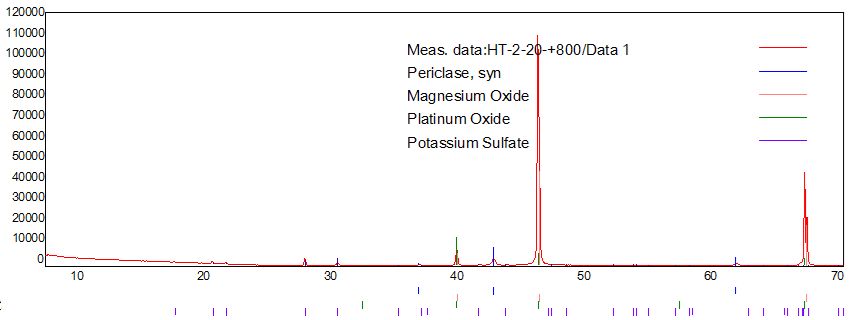 120000
110000
Meas. data:HT-2-20-+800/Data 1
100000
Periclase, syn
90000
Magnesium Oxide
80000
Platinum Oxide
70000
Potassium Sulfate
60000
50000
40000
30000
20000
10000
0
10 20 30 40 50 60 70